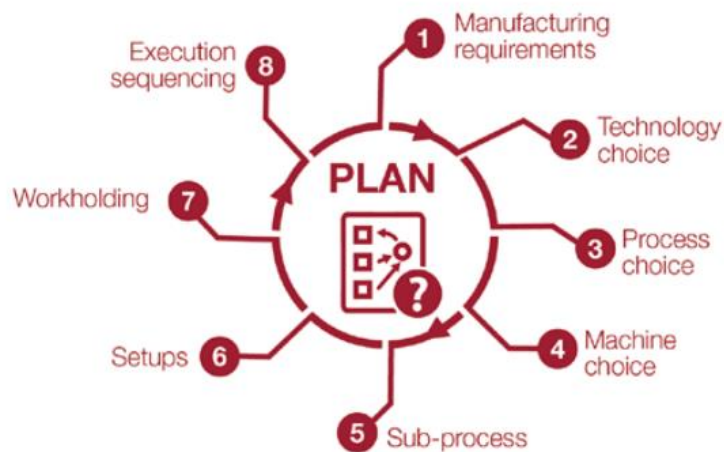 1 Manufacturing
requirements
2 Technology
choice
3 Process
choice
4 Machine
choice
5 Sub-process
6 Setups
7 Workholding
8 Execution
sequencing
PLAN
?